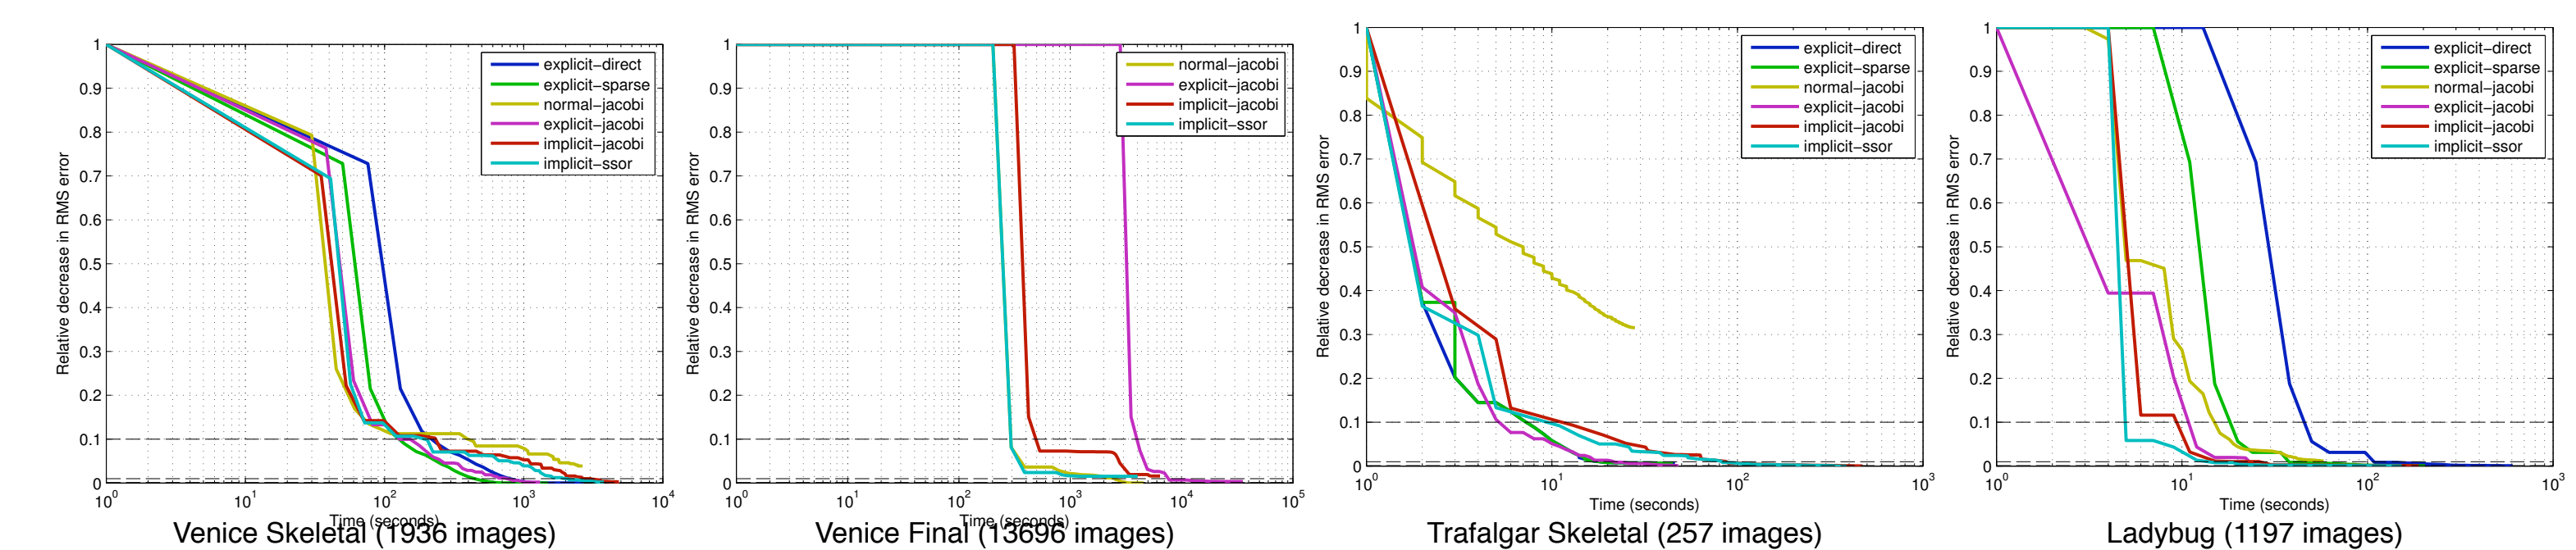 Relative decrease in RMS error
1
0.9
0.8
0.7
0.6
0.5
0.4
0.3
0.2
0.1
0
10^0
10^1
10^2
10^3
10^4
explicit-direct
explicit-sparse
normal-jacobi
explicit-jacobi
implicit-jacobi
implicit-ssor
Time (seconds)
Venice Skeletal (1936 images)
Relative decrease in RMS error
1
0.9
0.8
0.7
0.6
0.5
0.4
0.3
0.2
0.1
0
10^0
10^1
10^2
10^3
10^4
10^5
normal-jacobi
explicit-jacobi
implicit-jacobi
implicit-ssor
Time (seconds)
Venice Final (13696 images)
Relative decrease in RMS error
1
0.9
0.8
0.7
0.6
0.5
0.4
0.3
0.2
0.1
0
10^0
10^1
10^2
10^3
explicit-direct
explicit-sparse
normal-jacobi
explicit-jacobi
implicit-jacobi
implicit-ssor
Time (seconds)
Trafalgar Skeletal (257 images)
Relative decrease in RMS error
1
0.9
0.8
0.7
0.6
0.5
0.4
0.3
0.2
0.1
0
10^0
10^1
10^2
10^3
explicit-direct
explicit-sparse
normal-jacobi
explicit-jacobi
implicit-jacobi
implicit-ssor
Time (seconds)
Ladybug (1197 images)